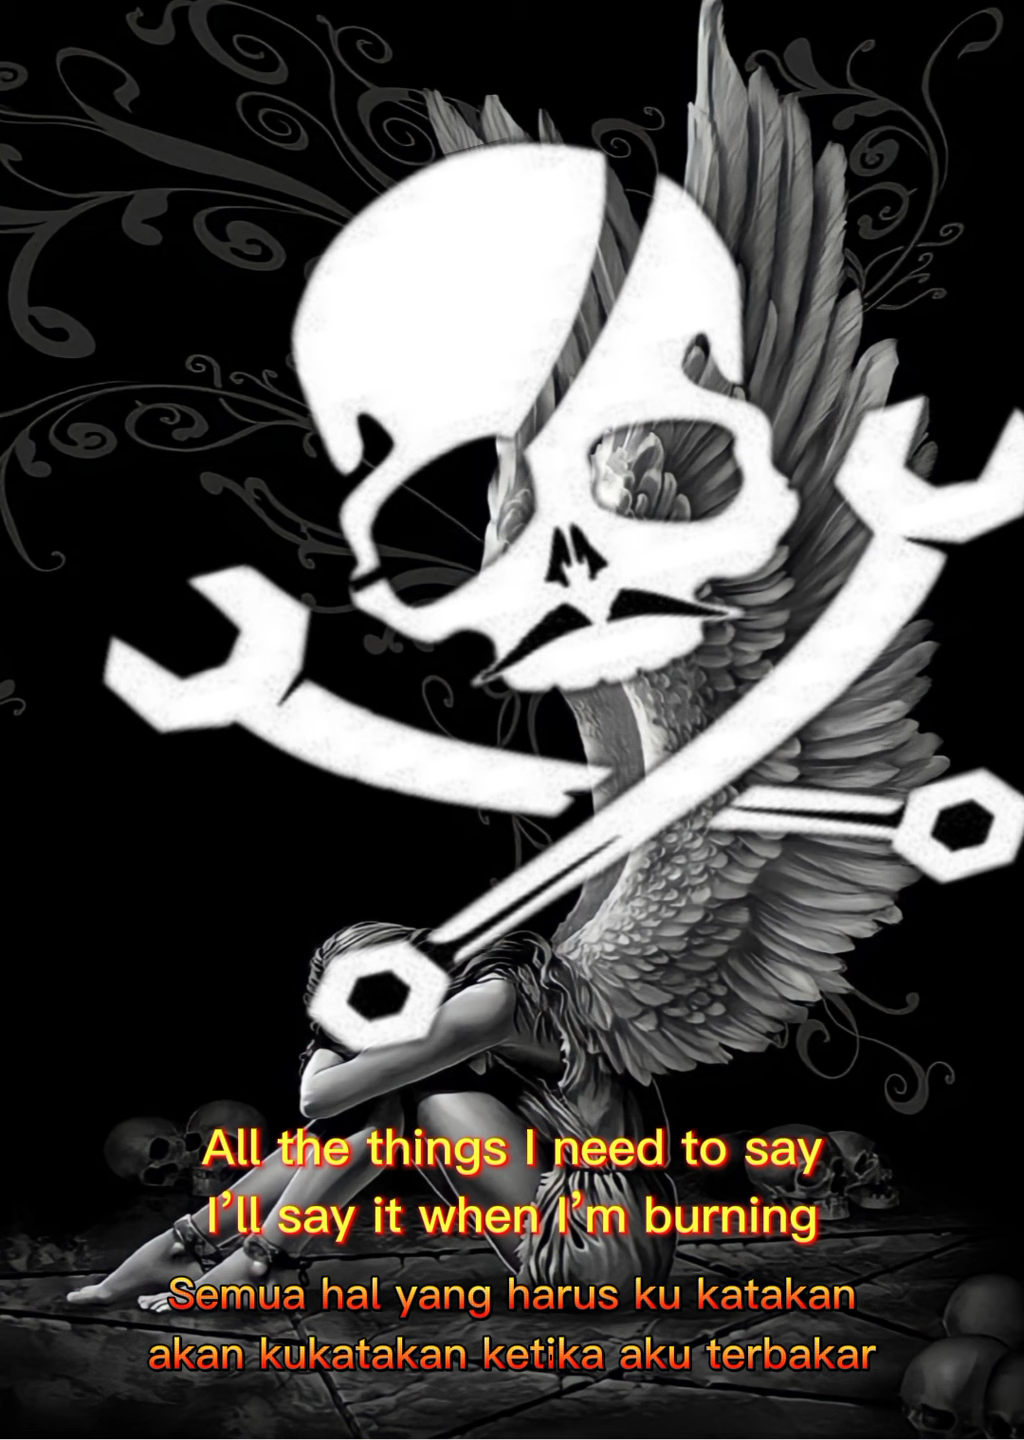 All the things I need to say
I'll say it when I'm burning
Semua hal yang harus ku katakan
akan kukatakan ketika aku terbakar